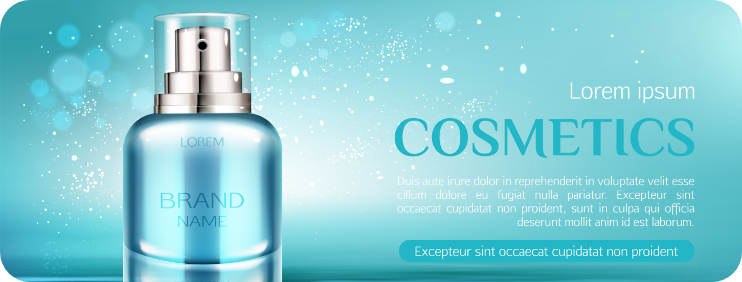 LOREM
BRAND
NAME
Lorem ipsum
COSMETICS
Duis aute irure dolor in reprehenderit in voluptate velit esse
cillum dolore eu fugiat nulla pariatur. Excepteur sint
occaecat cupidatat non proident, sunt in culpa qui officia
deserunt mollit anim id est laborum.
Excepteur sint occaecat cupidatat non proident